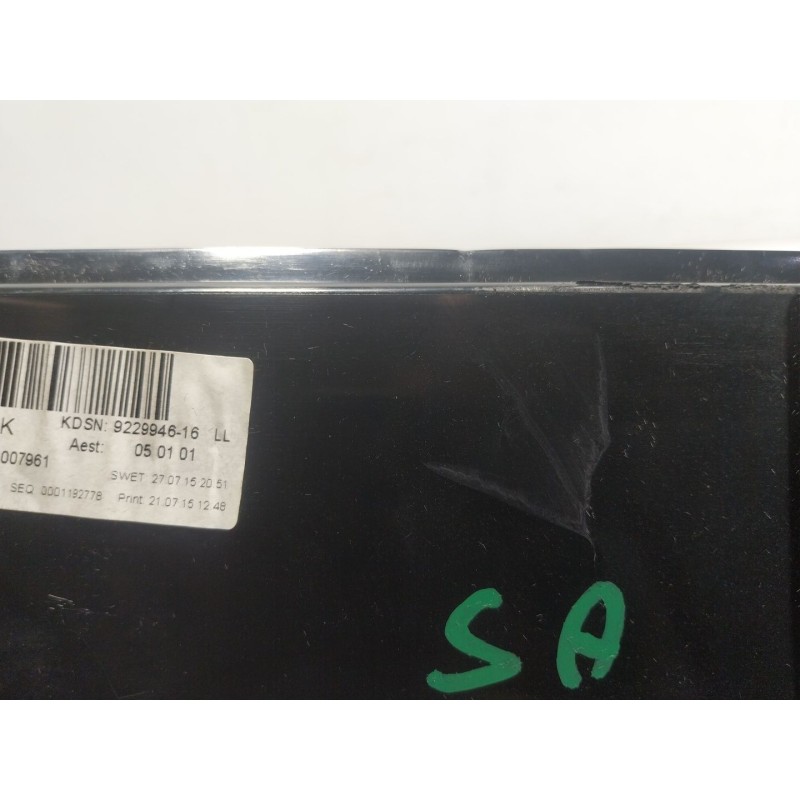 K KDSN: 9229946-16 LL
Aest: 05 01 01
007961
SWET 27.07.15 20:51
SEQ 0001192778 Print 21.07.15 12:48
SA